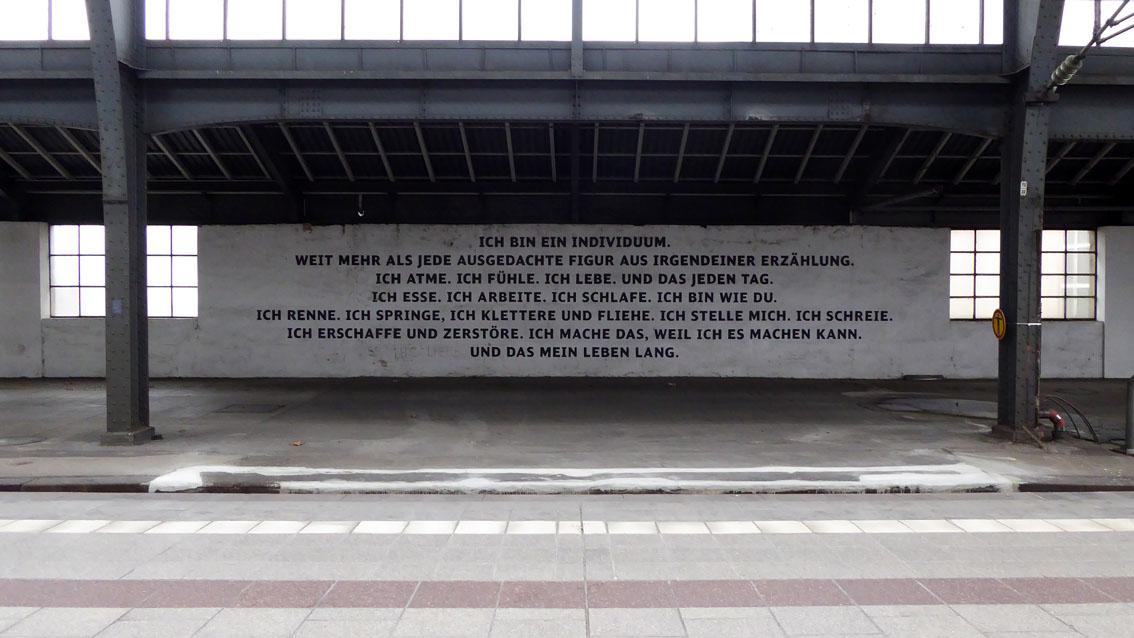 ICH BIN EIN INDIVIDUUM.
WEIT MEHR ALS JEDE AUSGEDACHTE FIGUR AUS IRGENDEINER ERZÄHLUNG.
ICH ATME. ICH FÜHLE. ICH LEBE. UND DAS JEDEN TAG.
ICH ESSE. ICH ARBEITE. ICH SCHLAFE. ICH BIN WIE DU.
ICH RENNE. ICH SPRINGE, ICH KLETTERE UND FLIEHE. ICH STELLE MICH. ICH SCHREIE.
ICH ERSCHAFFE UND ZERSTÖRE. ICH MACHE DAS, WEIL ICH ES MACHEN KANN.
UND DAS MEIN LEBEN LANG.